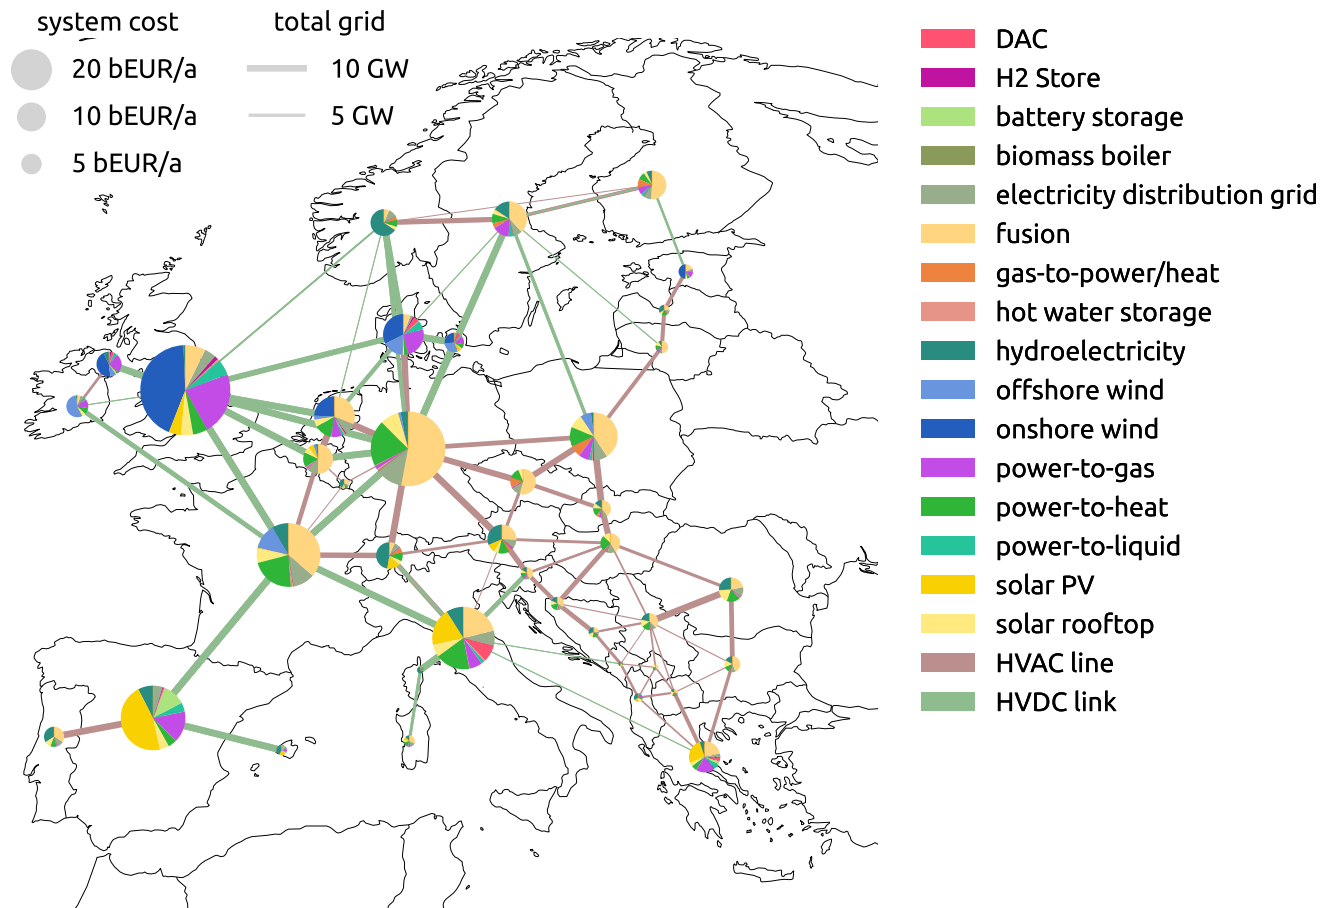 system cost
20 bEUR/a
10 bEUR/a
5 bEUR/a
total grid
10 GW
5 GW
DAC
H2 Store
battery storage
biomass boiler
electricity distribution grid
fusion
gas-to-power/heat
hot water storage
hydroelectricity
offshore wind
onshore wind
power-to-gas
power-to-heat
power-to-liquid
solar PV
solar rooftop
HVAC line
HVDC link